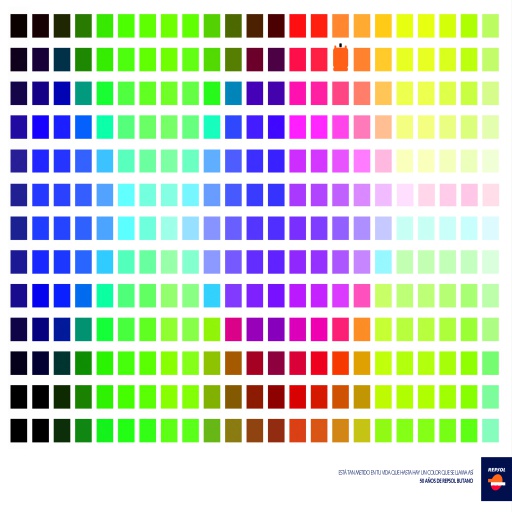 ESTÁ TAN METIDO EN TU VIDA QUE HASTA HAY UN COLOR QUE SE LLAMA ASÍ.
50 AÑOS DE REPSOL BUTANO
REPSOL